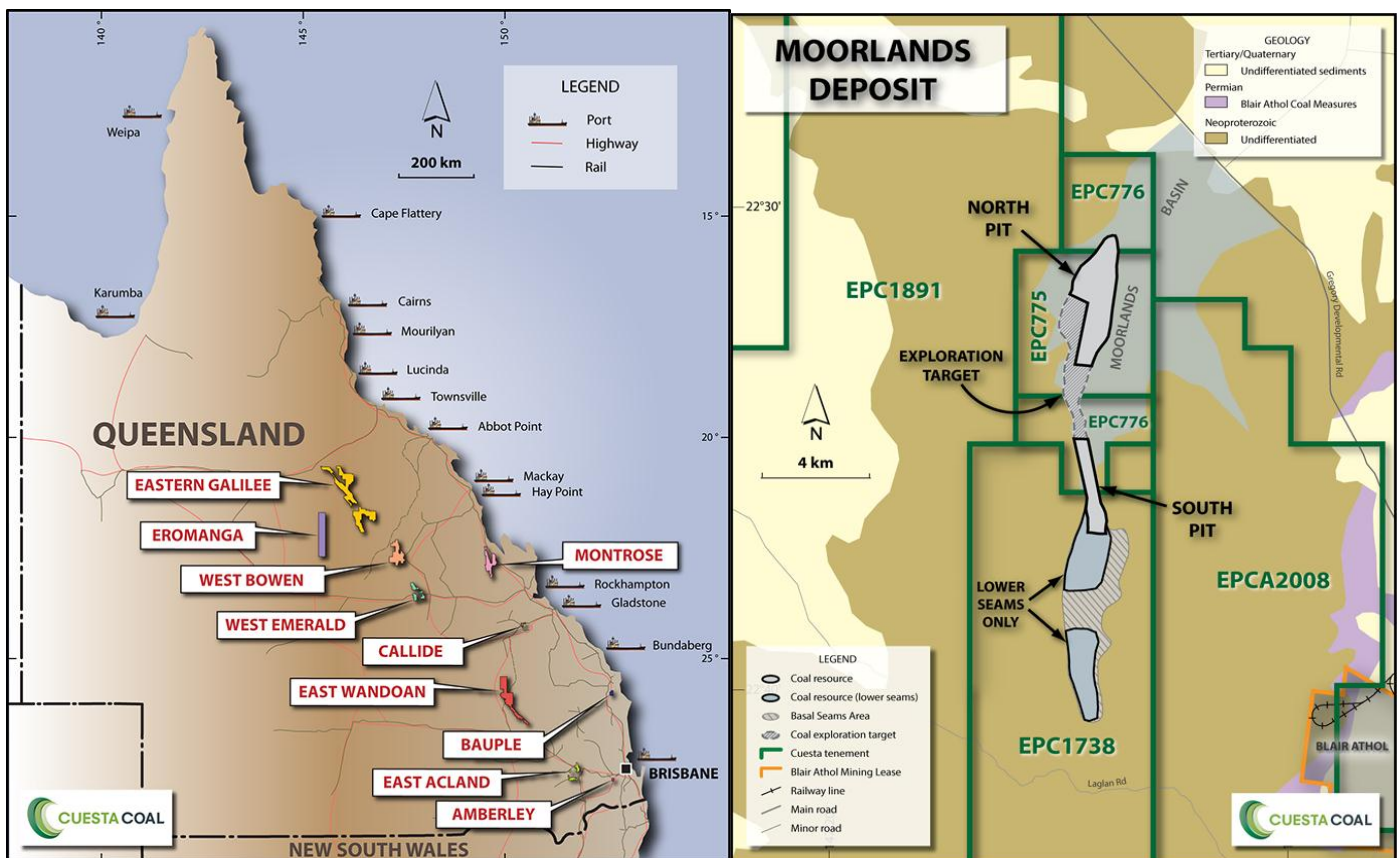 140°
145°
150°
LEGEND
Port
Highway
Rail
N
200 km
Weipa
Cape Flattery
15°
Karumba
Cairns
Mourilyan
Lucinda
Townsville
Abbot Point
20°
QUEENSLAND
Mackay
Hay Point
EASTERN GALILEE
EROMANGA
WEST BOWEN
MONTROSE
Rockhampton
Gladstone
WEST EMERALD
CALLIDE
Bundaberg
25°
EAST WANDOAN
BAUPLE
BRISBANE
EAST ACLAND
AMBERLEY
CUESTA COAL
NEW SOUTH WALES
MOORLANDS
DEPOSIT
GEOLOGY
Tertiary/Quaternary
Undifferentiated sediments
Permian
Blair Athol Coal Measures
Neoproterozoic
Undifferentiated
22°30'
EPC776
BASIN
NORTH
PIT
EPC1891
EPC775
MOORLANDS
Gregory Developmental Rd
EXPLORATION
TARGET
EPC776
N
4 km
SOUTH
PIT
EPCA2008
LOWER
SEAMS
ONLY
LEGEND
Coal resource
Coal resource (lower seams)
Basal Seams Area
Coal exploration target
Cuesta tenement
Blair Athol Mining Lease
Railway line
Main road
Minor road
EPC1738
BLAIR ATHOL
Laglan Rd
CUESTA COAL